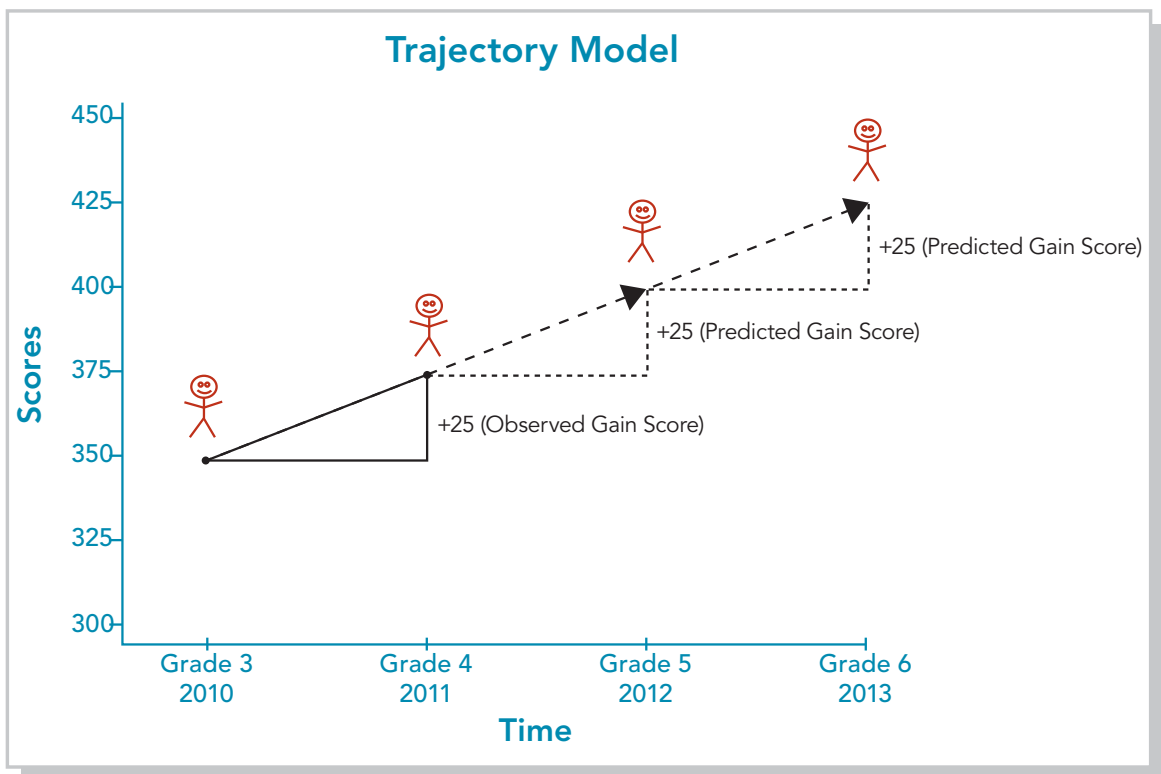 Trajectory Model
450
425
400
375
350
325
300
Scores
+25 (Predicted Gain Score)
+25 (Predicted Gain Score)
+25 (Observed Gain Score)
Grade 3
2010
Grade 4
2011
Grade 5
2012
Grade 6
2013
Time